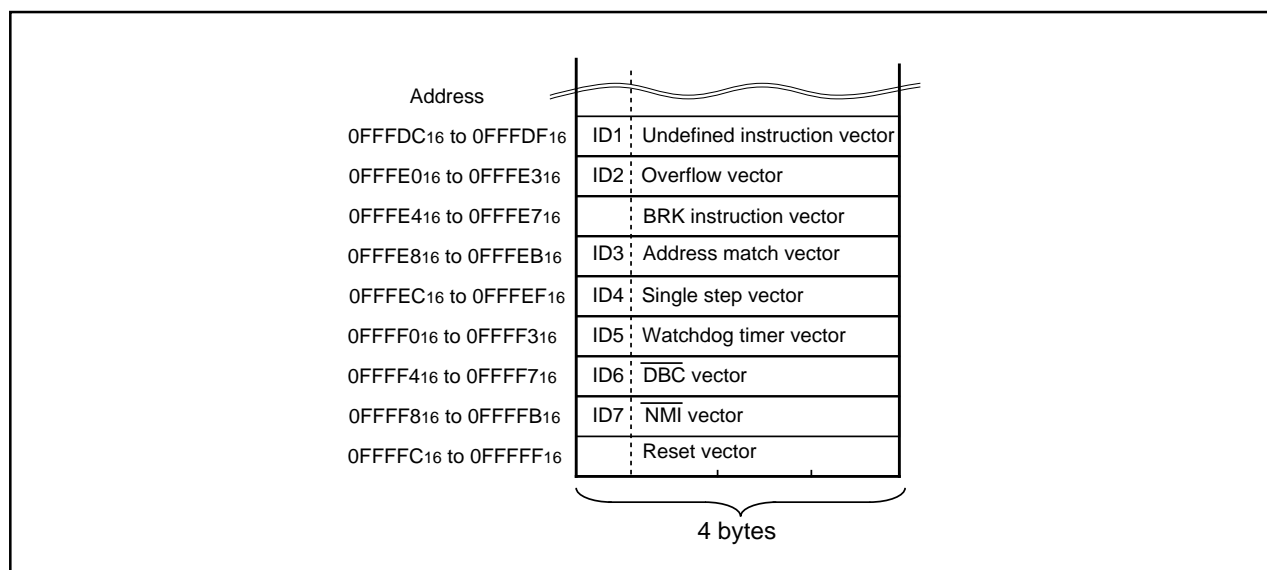 Address
0FFFDC16 to 0FFFDF16 ID1 Undefined instruction vector
0FFFE016 to 0FFFE316 ID2 Overflow vector
0FFFE416 to 0FFFE716 BRK instruction vector
0FFFE816 to 0FFFEB16 ID3 Address match vector
0FFFEC16 to 0FFFEF16 ID4 Single step vector
0FFFF016 to 0FFFF316 ID5 Watchdog timer vector
0FFFF416 to 0FFFF716 ID6 DBC vector
0FFFF816 to 0FFFFB16 ID7 NMI vector
0FFFFC16 to 0FFFFF16 Reset vector
4 bytes